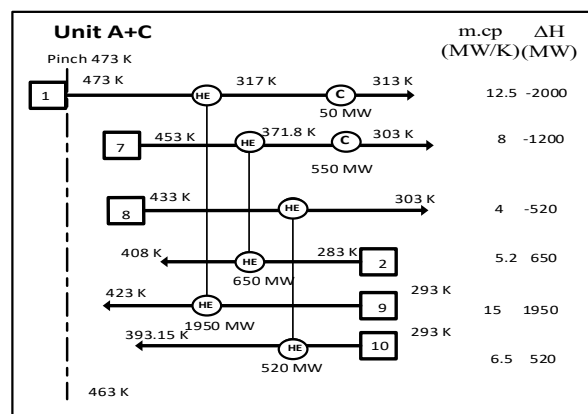 Unit A+C
m.cp ΔH
(MW/K) (MW)
Pinch 473 K
473 K 317 K 313 K
1 HE C 12.5 -2000
50 MW
453 K 371.8 K 303 K
7 HE C 8 -1200
550 MW
433 K 303 K
8 HE 4 -520
408 K 283 K
HE 2 5.2 650
650 MW
423 K 293 K
HE 9 15 1950
1950 MW
393.15 K 293 K
HE 10 6.5 520
520 MW
463 K